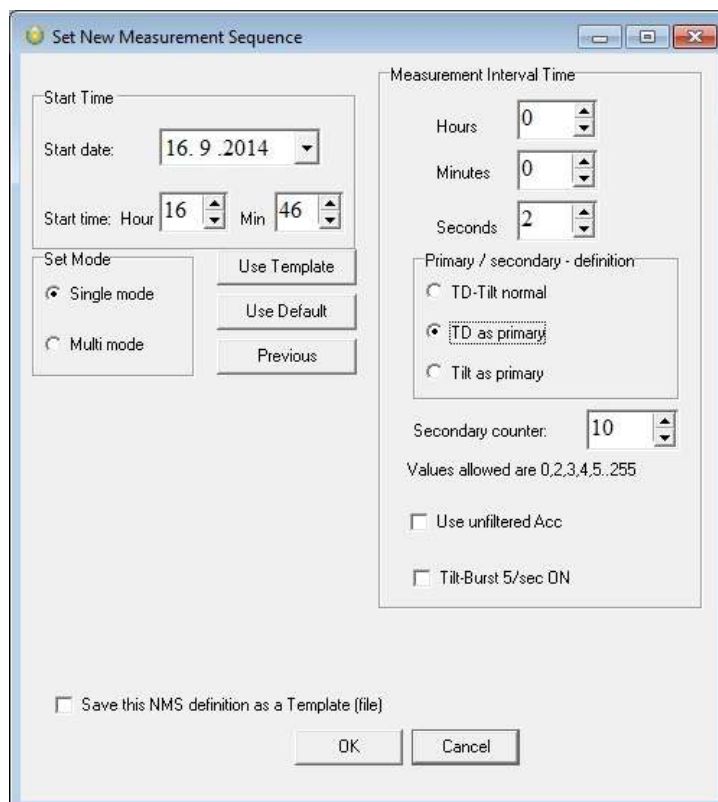 Set New Measurement Sequence
Start Time
Start date: 16. 9 .2014
Start time: Hour 16 Min 46
Set Mode
Single mode
Multi mode
Use Template
Use Default
Previous
Measurement Interval Time
Hours 0
Minutes 0
Seconds 2
Primary / secondary - definition
TD-Tilt normal
TD as primary
Tilt as primary
Secondary counter: 10
Values allowed are 0,2,3,4,5..255
Use unfiltered Acc
Tilt-Burst 5/sec ON
Save this NMS definition as a Template (file)
OK Cancel